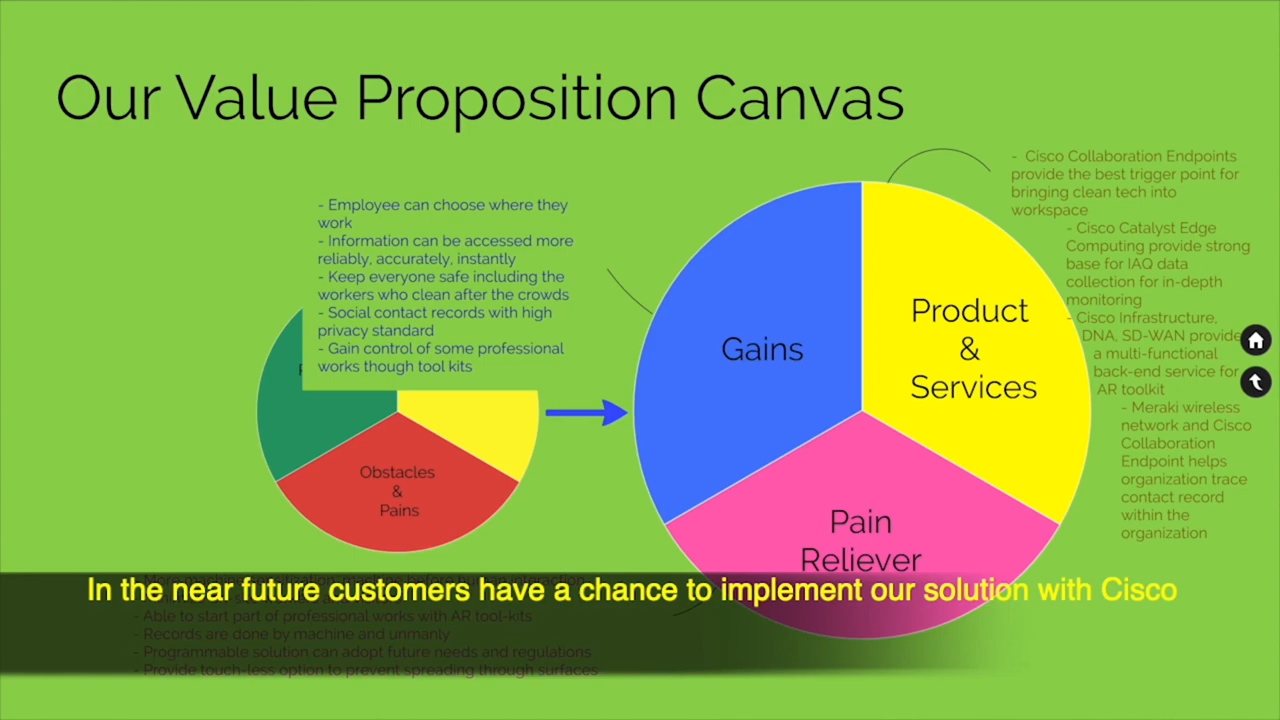 Our Value Proposition Canvas
- Employee can choose where they
work
- Information can be accessed more
reliably, accurately, instantly
- Keep everyone safe including the
workers who clean after the crowds
- Social contact records with high
privacy standard
- Gain control of some professional
works though tool kits
Obstacles
&
Pains
Gains
Product
&
Services
Pain
Reliever
- Cisco Collaboration Endpoints
provide the best trigger point for
bringing clean tech into
workspace
- Cisco Catalyst Edge
Computing provide strong
base for IAQ data
collection for in-depth
monitoring
- Cisco Infrastructure,
DNA, SD-WAN provide
a multi-functional
back-end service for
AR toolkit
- Meraki wireless
network and Cisco
Collaboration
Endpoint helps
organization trace
contact record
within the
organization
In the near future customers have a chance to implement our solution with Cisco
- Able to start part of professional works with AR tool-kits
- Records are done by machine and unmanly
- Programmable solution can adopt future needs and regulations
- Provide touch-less option to prevent spreading through surfaces